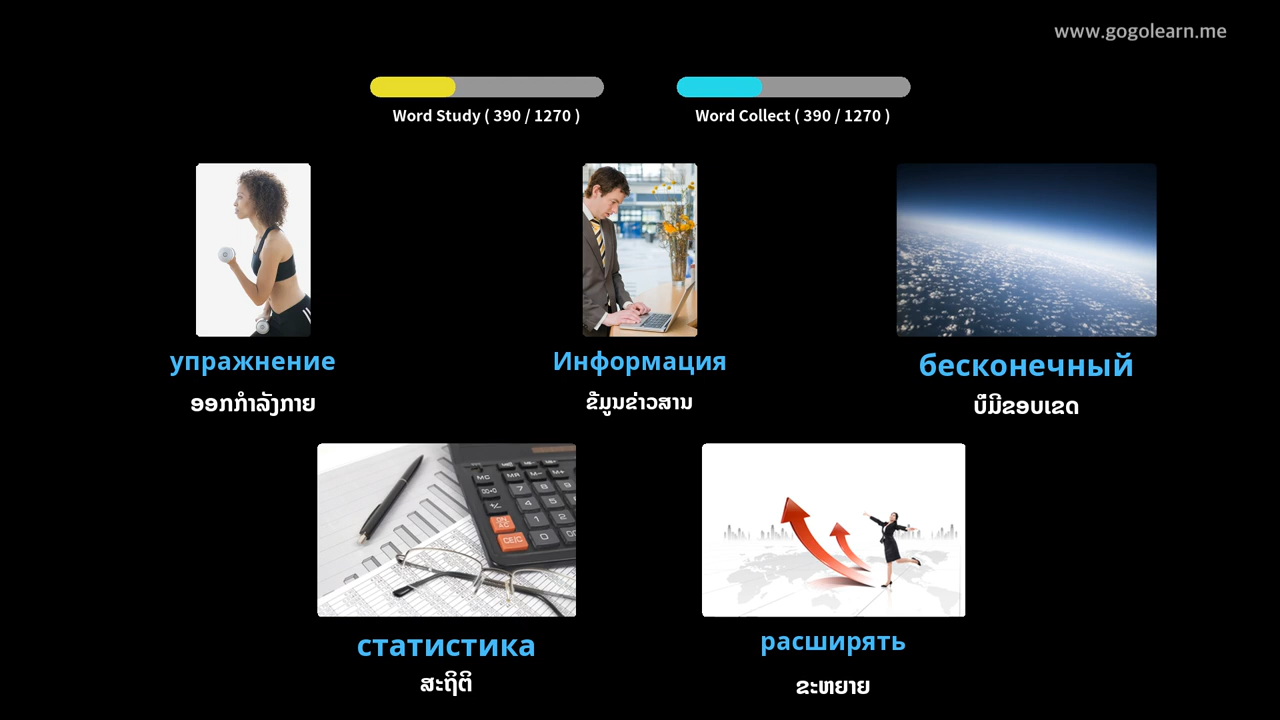 www.gogolearn.me
Word Study ( 390 / 1270 )
Word Collect ( 390 / 1270 )
упражнение
Информация
бесконечный
ອອກກຳລັງກາຍ
ຂໍ້ມູນຂ່າວສານ
ບໍ່ມີຂອບເຂດ
статистика
расширять
ສະຖິຕິ
ຂະຫຍາຍ